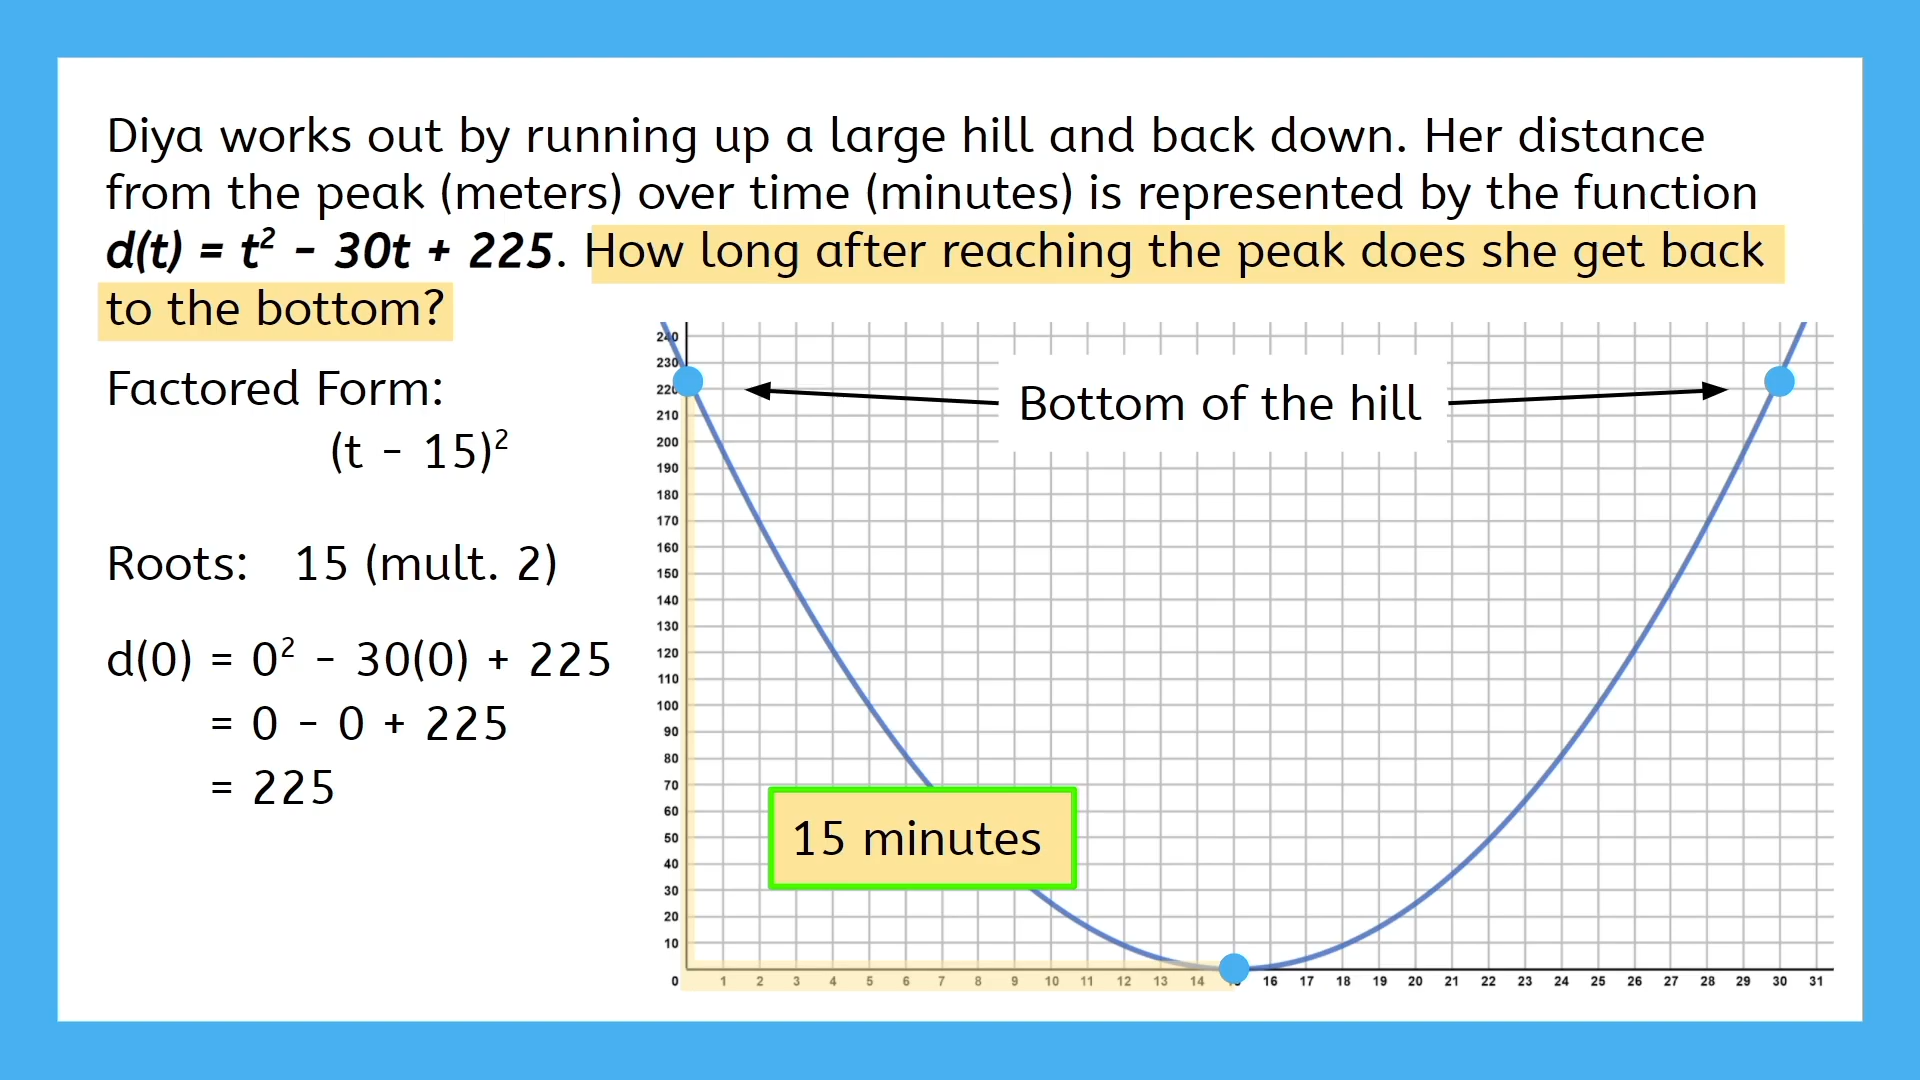 Diya works out by running up a large hill and back down. Her distance
from the peak (meters) over time (minutes) is represented by the function
d(t) = t² – 30t + 225. How long after reaching the peak does she get back
to the bottom?
Factored Form:
(t – 15)²
Roots: 15 (mult. 2)
d(0) = 0² – 30(0) + 225
= 0 – 0 + 225
= 225
Bottom of the hill
15 minutes
240
230
220
210
200
190
180
170
160
150
140
130
120
110
100
90
80
70
60
50
40
30
20
10
0 1 2 3 4 5 6 7 8 9 10 11 12 13 14 15 16 17 18 19 20 21 22 23 24 25 26 27 28 29 30 31